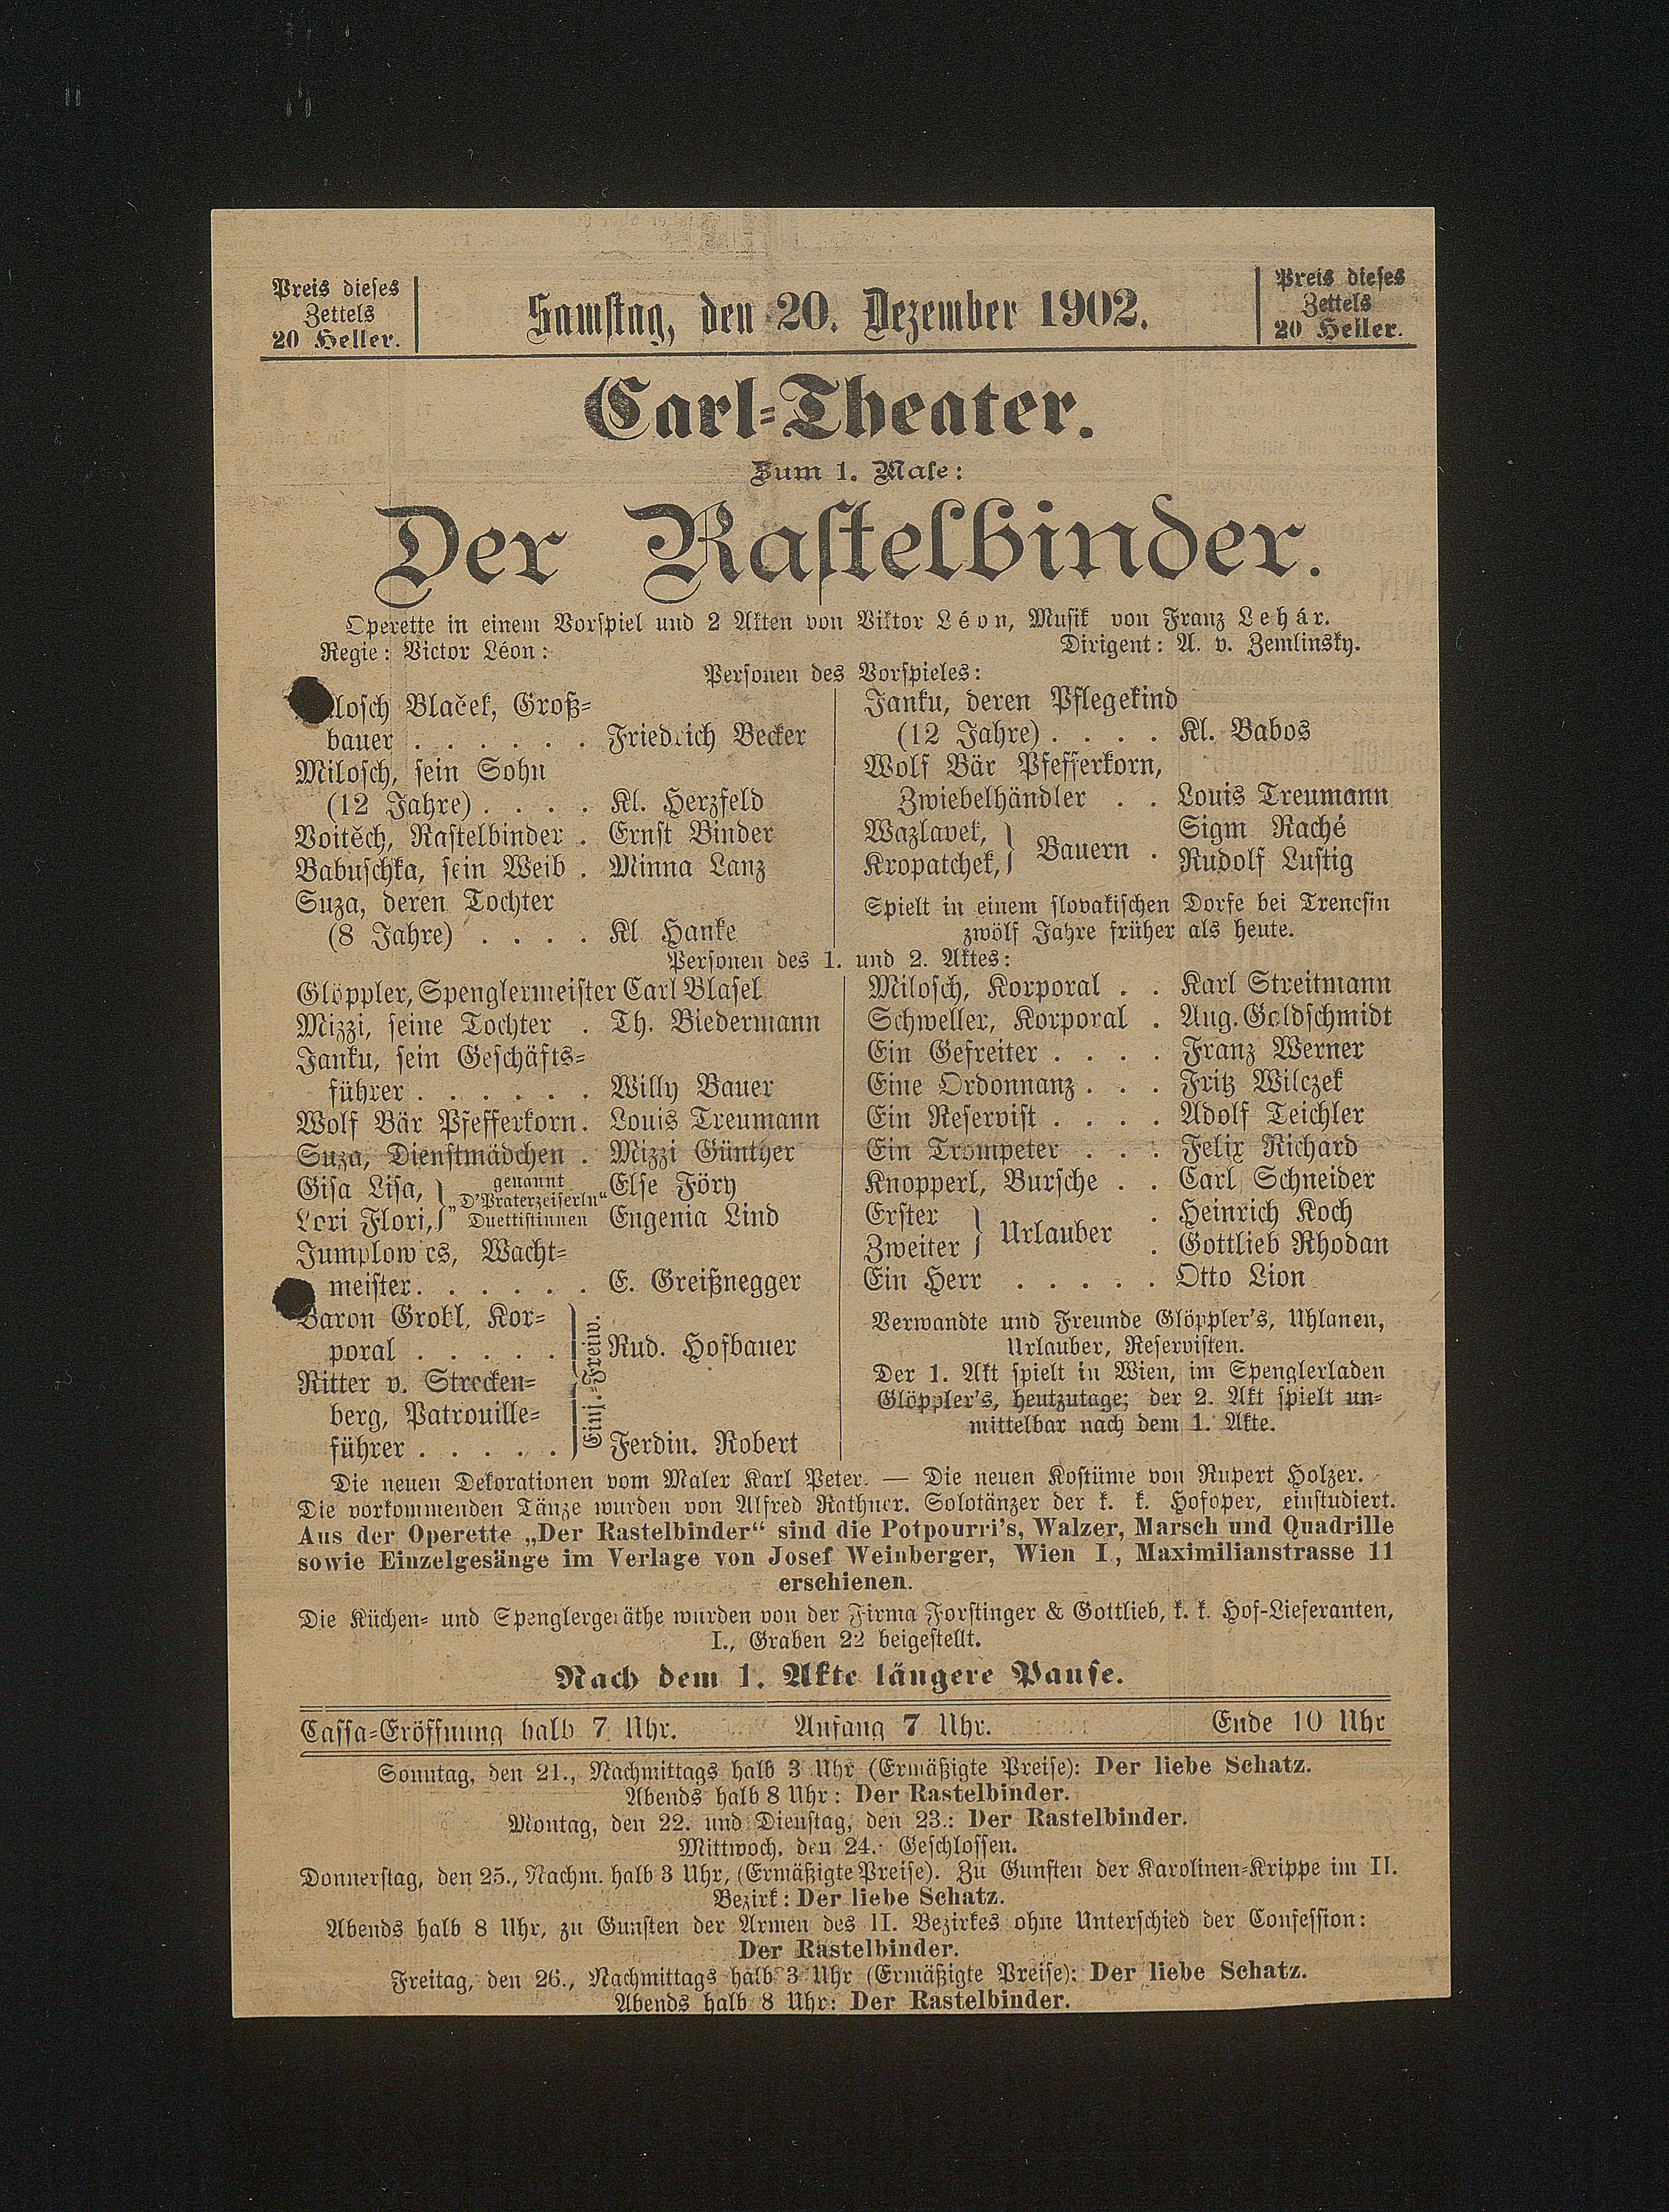 Preis dieses
Zettels
20 Heller.
Samstag, den 20. Dezember 1902.
Preis dieses
Zettels
20 Heller.
Carl-Theater.
Zum 1. Male:
Der Rastelbinder.
Operette in einem Vorspiel und 2 Akten von Viktor Léon, Musik von Franz Lehár.
Regie: Victor Léon:
Dirigent: A. v. Zemlinsky.
Personen des Vorspieles:
losch Blaček, Groß-
bauer . . . . . . Friedrich Becker
Milosch, sein Sohn
(12 Jahre) . . . . Kl. Herzfeld
Voitěch, Rastelbinder . Ernst Binder
Babuschka, sein Weib . Minna Lanz
Suza, deren Tochter
(8 Jahre) . . . . Kl Hanke
Janku, deren Pflegekind
(12 Jahre) . . . . Kl. Babos
Wolf Bär Pfefferkorn,
Zwiebelhändler . . Louis Treumann
Wazlavek, } Bauern . Sigm Raché
Kropatchek, } Rudolf Lustig
Spielt in einem slovakischen Dorfe bei Trencsin
zwölf Jahre früher als heute.
Personen des 1. und 2. Aktes:
Glöppler, Spenglermeister Carl Blasel
Mizzi, seine Tochter . Th. Biedermann
Janku, sein Geschäfts-
führer . . . . . . Willy Bauer
Wolf Bär Pfefferkorn. Louis Treumann
Suza, Dienstmädchen . Mizzi Günther
Gisa Lisa, } genannt Else Föry
„D'Praterzeiserln"
Lori Flori, } Duettistinnen Eugenia Lind
Jumplow cs, Wacht-
meister . . . . . . E. Greißnegger
Baron Grobl, Kor-
poral . . . . . Rud. Hofbauer
Einj.-Freiw.
Ritter v. Strecken-
berg, Patrouille-
führer . . . . . Ferdin. Robert
Milosch, Korporal . . Karl Streitmann
Schweller, Korporal . Aug. Goldschmidt
Ein Gefreiter . . . . Franz Werner
Eine Ordonnanz . . . Fritz Wilczek
Ein Reservist . . . . Adolf Teichler
Ein Trompeter . . . Felix Richard
Knopperl, Bursche . . Carl Schneider
Erster } Urlauber . Heinrich Koch
Zweiter } . Gottlieb Rhodan
Ein Herr . . . . . Otto Lion
Verwandte und Freunde Glöppler's, Uhlanen,
Urlauber, Reservisten.
Der 1. Akt spielt in Wien, im Spenglerladen
Glöppler's, heutzutage; der 2. Akt spielt un-
mittelbar nach dem 1. Akte.
Die neuen Dekorationen vom Maler Karl Peter. — Die neuen Kostüme von Rupert Holzer.
Die vorkommenden Tänze wurden von Alfred Rathner. Solotänzer der k. k. Hofoper, einstudiert.
Aus der Operette „Der Rastelbinder“ sind die Potpourri's, Walzer, Marsch und Quadrille
sowie Einzelgesänge im Verlage von Josef Weinberger, Wien I., Maximilianstrasse 11
erschienen.
Die Küchen- und Spenglergeräthe wurden von der Firma Forstinger & Gottlieb, k. k. Hof-Lieferanten,
I., Graben 22 beigestellt.
Nach dem 1. Akte längere Pause.
Cassa-Eröffnung halb 7 Uhr. Anfang 7 Uhr. Ende 10 Uhr
Sonntag, den 21., Nachmittags halb 3 Uhr (Ermäßigte Preise): Der liebe Schatz.
Abends halb 8 Uhr: Der Rastelbinder.
Montag, den 22. und Dienstag, den 23.: Der Rastelbinder.
Mittwoch, den 24.: Geschlossen.
Donnerstag, den 25., Nachm. halb 3 Uhr, (Ermäßigte Preise). Zu Gunsten der Karolinen-Krippe im II.
Bezirk: Der liebe Schatz.
Abends halb 8 Uhr, zu Gunsten der Armen des II. Bezirkes ohne Unterschied der Confession:
Der Rastelbinder.
Freitag, den 26., Nachmittags halb 3 Uhr (Ermäßigte Preise): Der liebe Schatz.
Abends halb 8 Uhr: Der Rastelbinder.